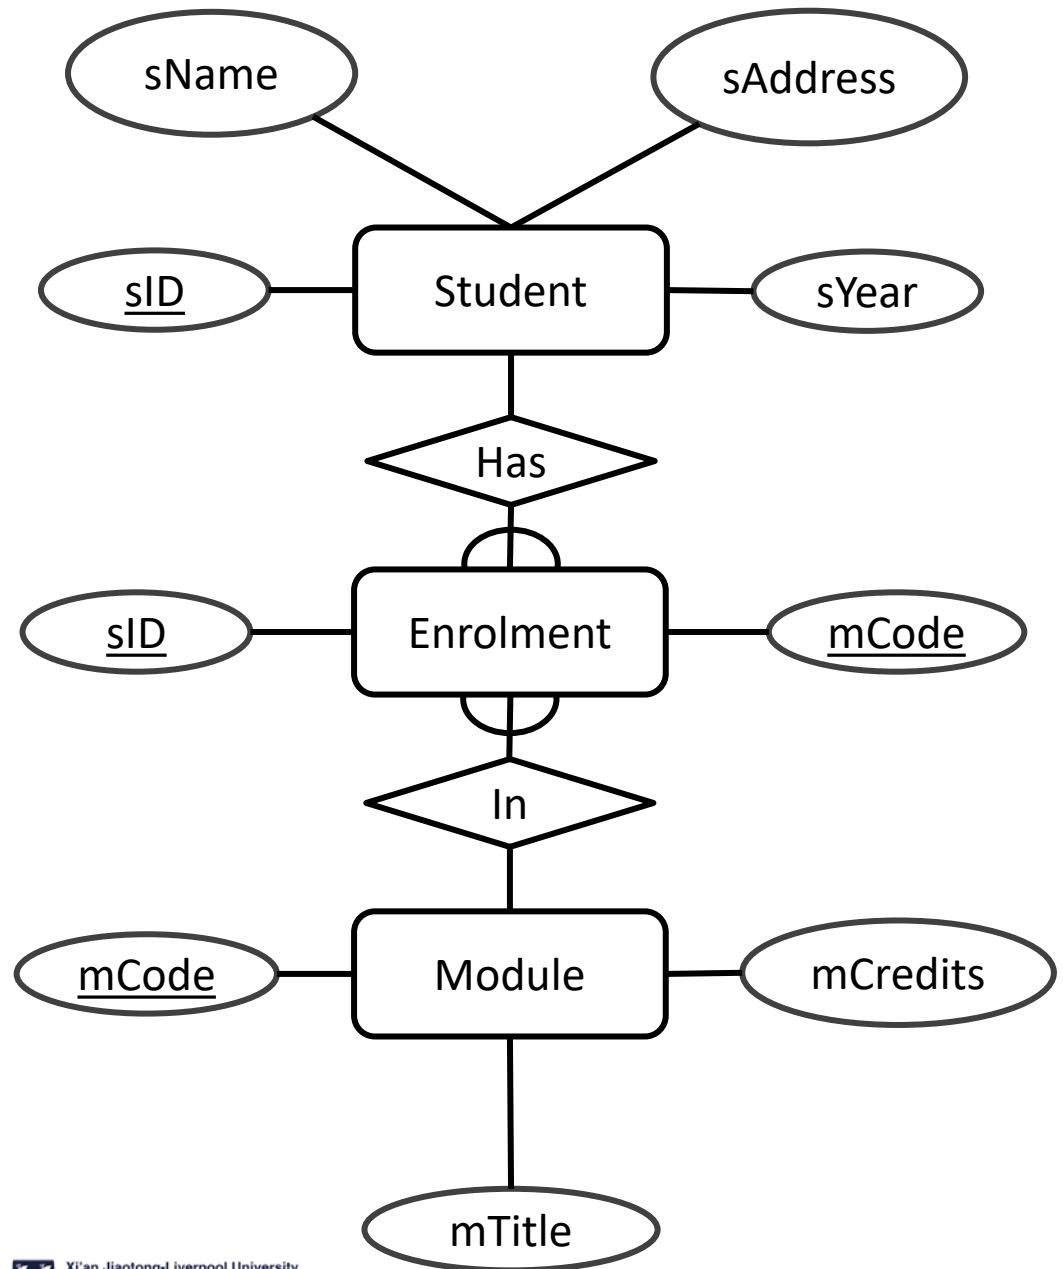 sName
sAddress
sID
Student
sYear
Has
sID
Enrolment
mCode
In
mCode
Module
mCredits
mTitle
Xi'an Jiaotong-Liverpool University